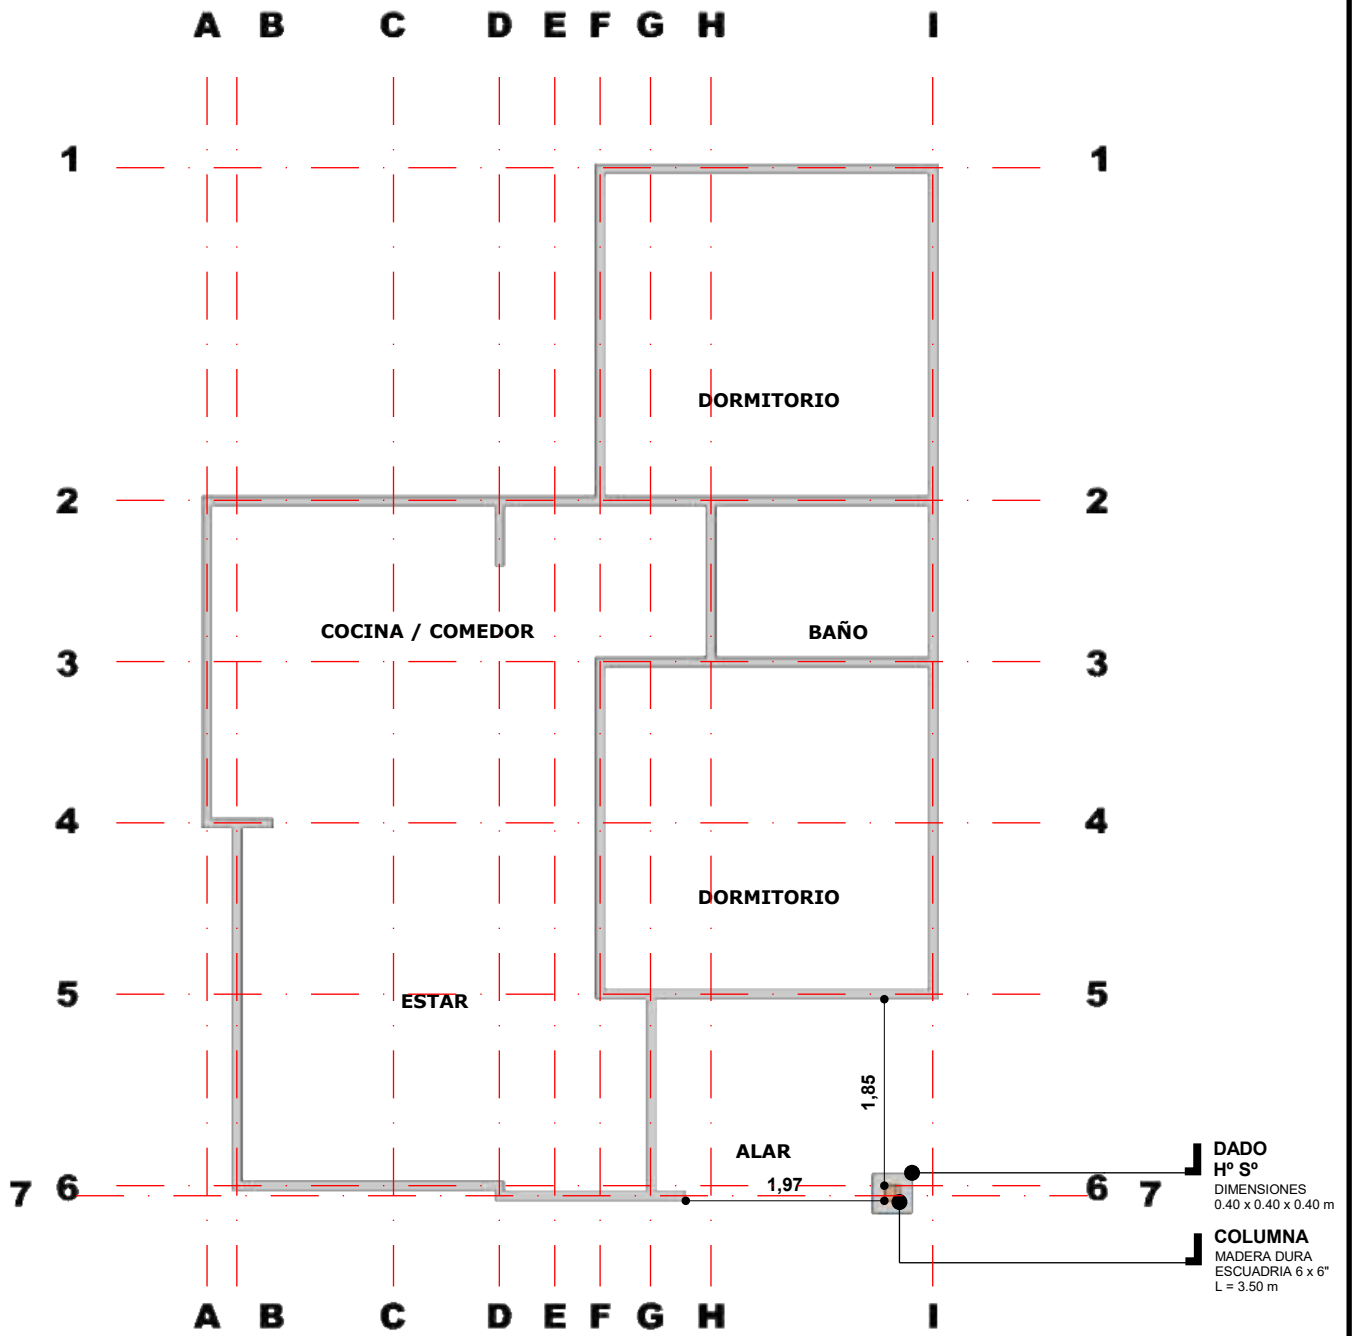 A B C D E F G H I
1 1
DORMITORIO
2 2
COCINA / COMEDOR BAÑO
3 3
4 4
DORMITORIO
5 5
ESTAR
1,85
ALAR
1,97
7 6 6 7
DADO
Hº Sº
DIMENSIONES
0.40 x 0.40 x 0.40 m
COLUMNA
MADERA DURA
ESCUADRIA 6 x 6"
L = 3.50 m
A B C D E F G H I